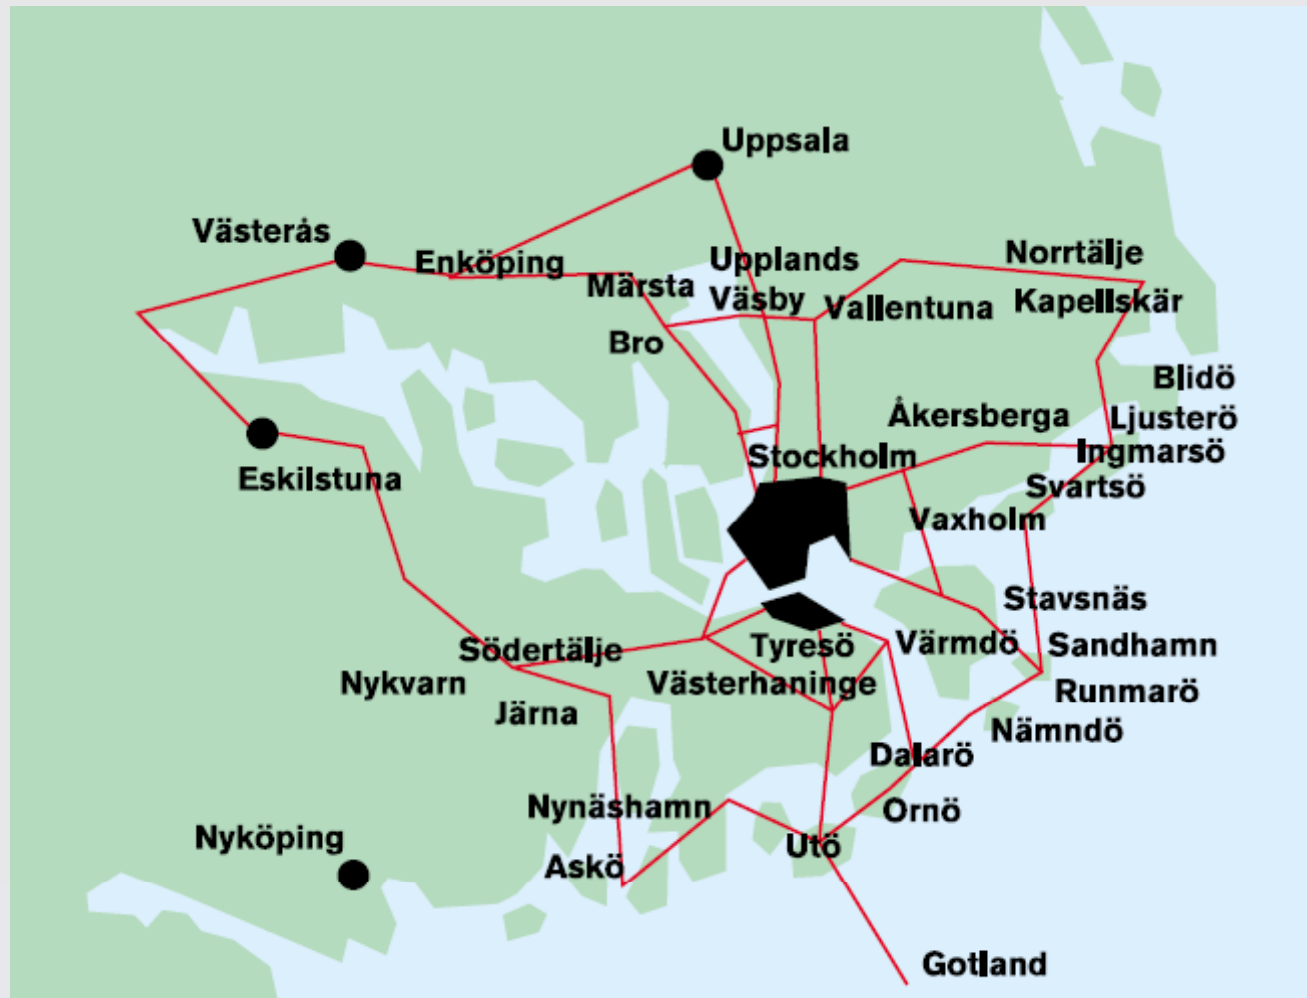 Uppsala
Västerås
Enköping
Märsta
Upplands
Väsby
Vallentuna
Norrtälje
Kapellskär
Bro
Blidö
Åkersberga
Ljusterö
Ingmarsö
Stockholm
Svartsö
Eskilstuna
Vaxholm
Stavsnäs
Södertälje
Tyresö
Värmdö
Sandhamn
Nykvarn
Västerhaninge
Runmarö
Järna
Nämndö
Dalarö
Nynäshamn
Ornö
Nyköping
Utö
Askö
Gotland